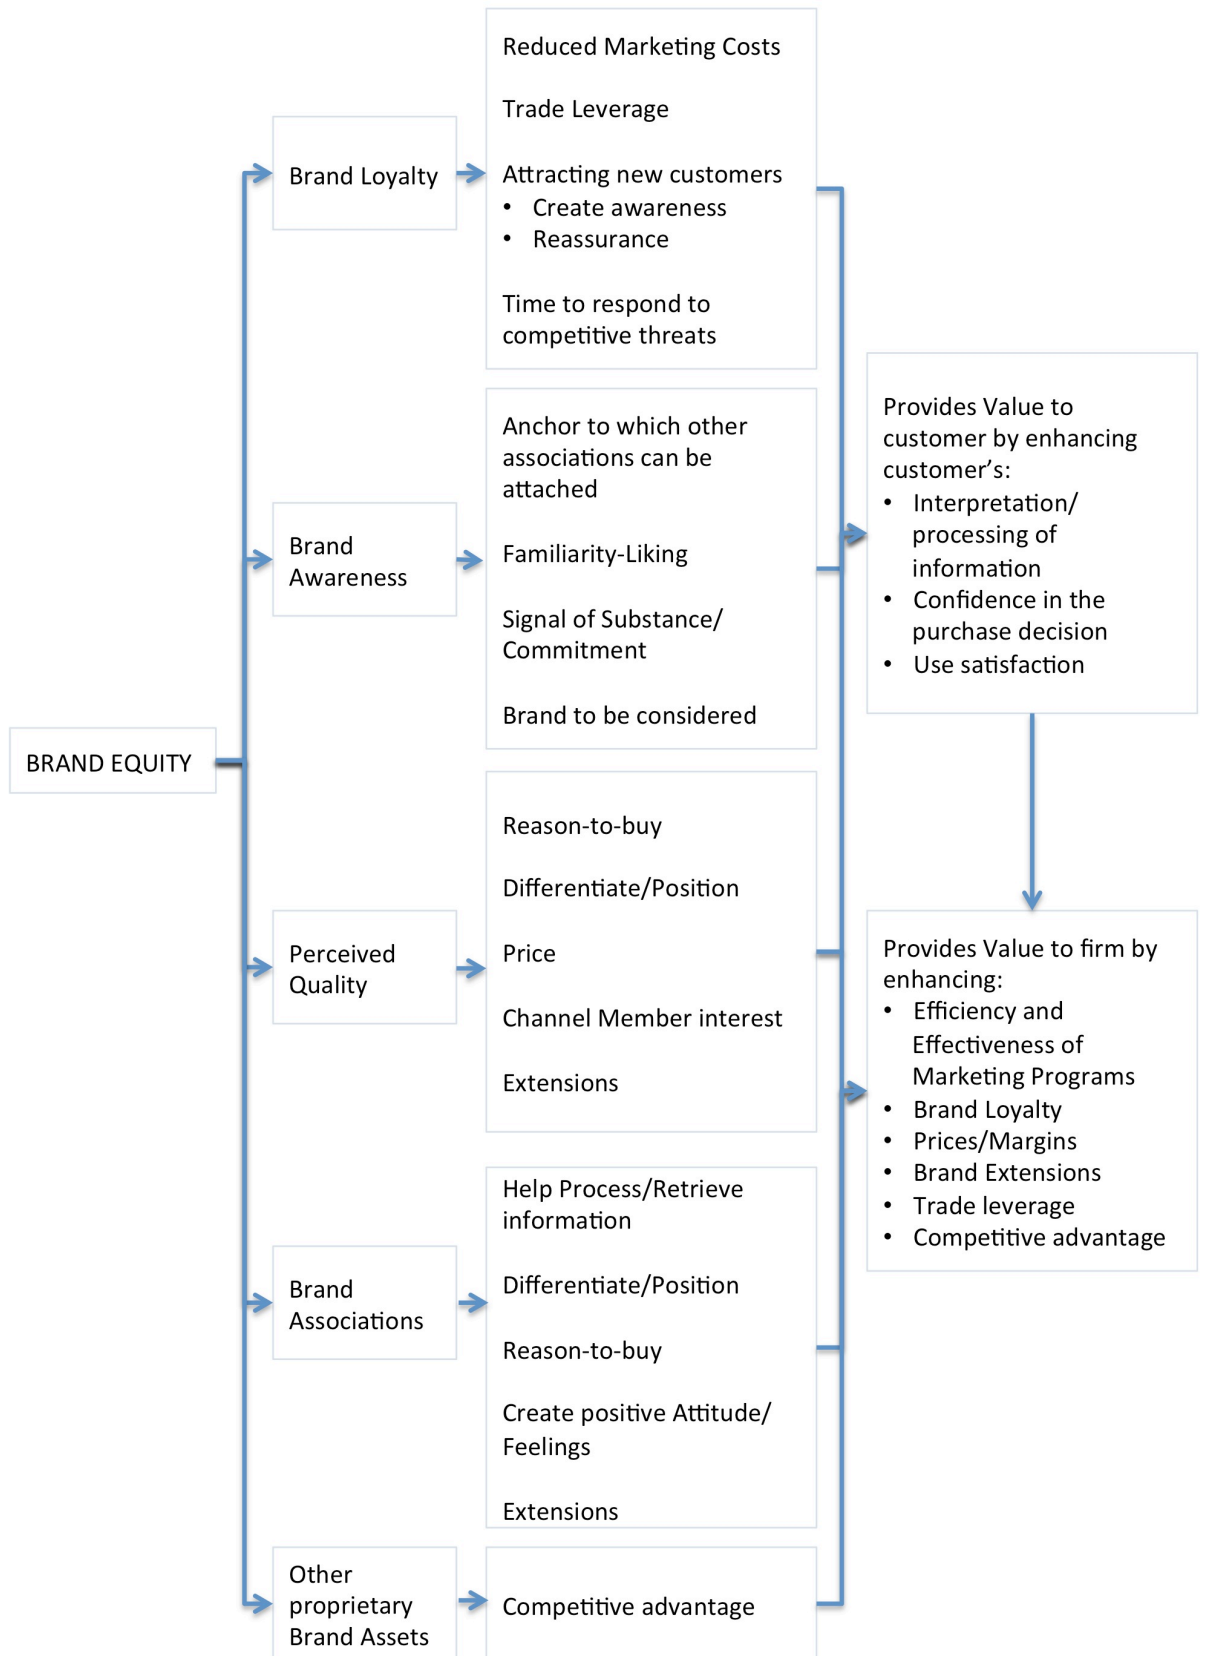 BRAND EQUITY
Brand Loyalty
Reduced Marketing Costs
Trade Leverage
Attracting new customers
• Create awareness
• Reassurance
Time to respond to
competitive threats
Brand
Awareness
Anchor to which other
associations can be
attached
Familiarity-Liking
Signal of Substance/
Commitment
Brand to be considered
Perceived
Quality
Reason-to-buy
Differentiate/Position
Price
Channel Member interest
Extensions
Brand
Associations
Help Process/Retrieve
information
Differentiate/Position
Reason-to-buy
Create positive Attitude/
Feelings
Extensions
Other
proprietary
Brand Assets
Competitive advantage
Provides Value to
customer by enhancing
customer’s:
• Interpretation/
processing of
information
• Confidence in the
purchase decision
• Use satisfaction
Provides Value to firm by
enhancing:
• Efficiency and
Effectiveness of
Marketing Programs
• Brand Loyalty
• Prices/Margins
• Brand Extensions
• Trade leverage
• Competitive advantage